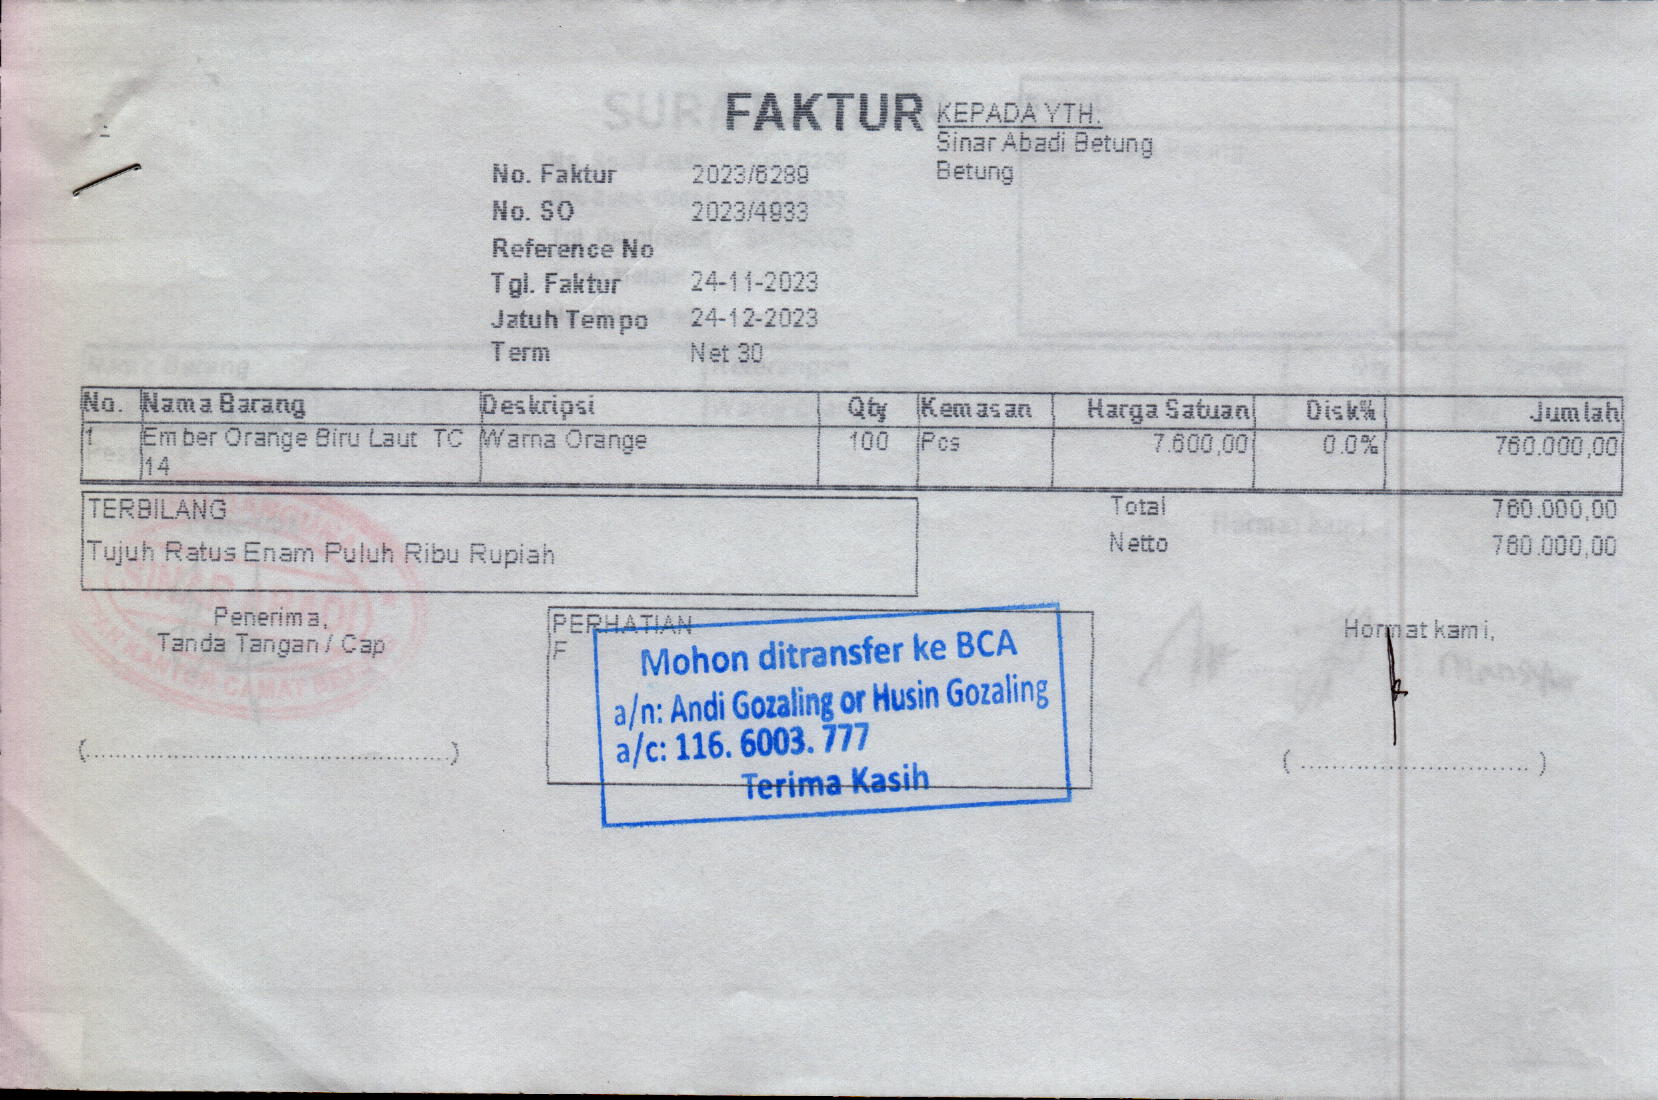 FAKTUR
KEPADA YTH.
Sinar Abadi Betung
Betung
No. Faktur 2023/6289
No. SO 2023/4933
Reference No
Tgl. Faktur 24-11-2023
Jatuh Tempo 24-12-2023
Term Net 30
No. Nama Barang Deskripsi Qty Kemasan Harga Satuan Disk% Jumlah
1 Ember Orange Biru Laut TC Warna Orange 100 Pcs 7.600,00 0.0% 760.000,00
14
TERBILANG
Tujuh Ratus Enam Puluh Ribu Rupiah
Total 760.000,00
Netto 760.000,00
Penerima,
Tanda Tangan / Cap
SINAR ABADI
PERHATIAN
F
Mohon ditransfer ke BCA
a/n: Andi Gozaling or Husin Gozaling
a/c: 116. 6003. 777
Terima Kasih
Hormat kami,
(..............................................)
(..............................)